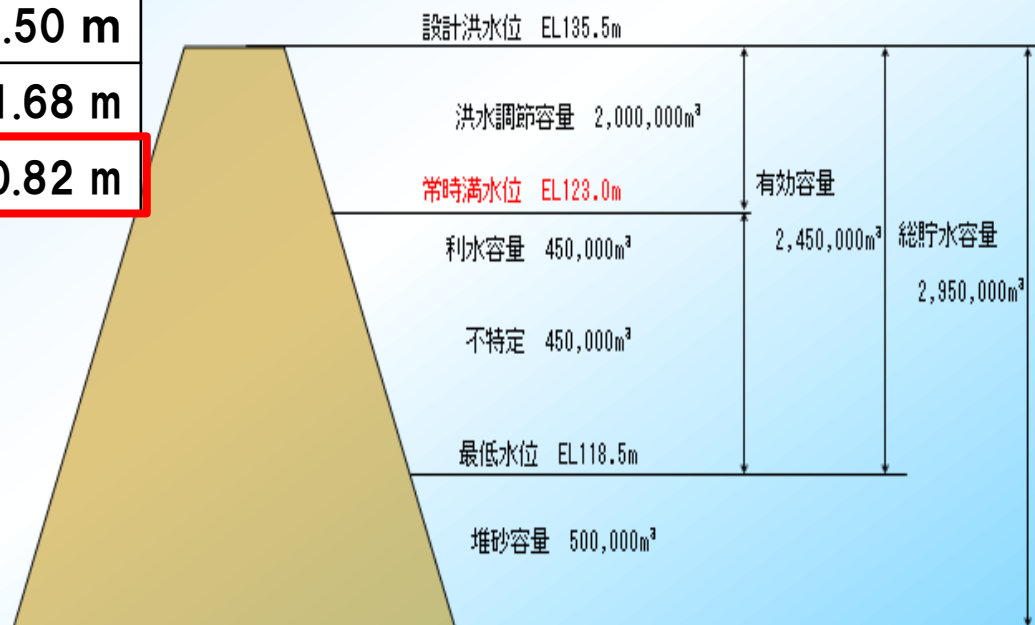 .50 m
.68 m
.82 m
設計洪水位 EL135.5m
洪水調節容量 2,000,000m³
常時満水位 EL123.0m
有効容量
2,450,000m³
総貯水容量
2,950,000m³
利水容量 450,000m³
不特定 450,000m³
最低水位 EL118.5m
堆砂容量 500,000m³